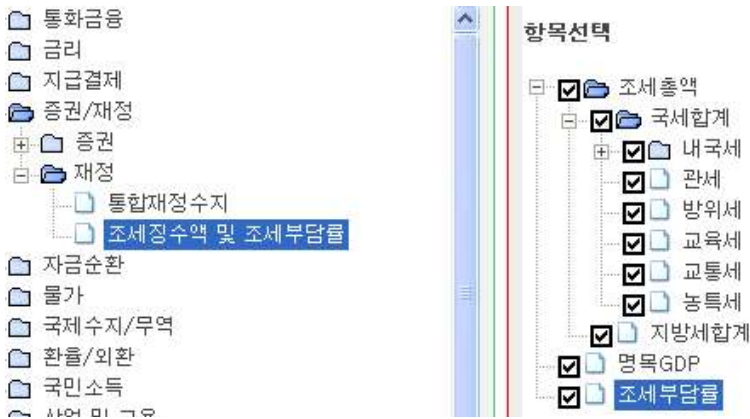 통화금융
금리
지급결제
증권/재정
증권
재정
통합재정수지
조세징수액 및 조세부담률
자금순환
물가
국제수지/무역
환율/외환
국민소득
산업 및 고용
항목선택
조세총액
국세합계
내국세
관세
방위세
교육세
교통세
농특세
지방세합계
명목GDP
조세부담률